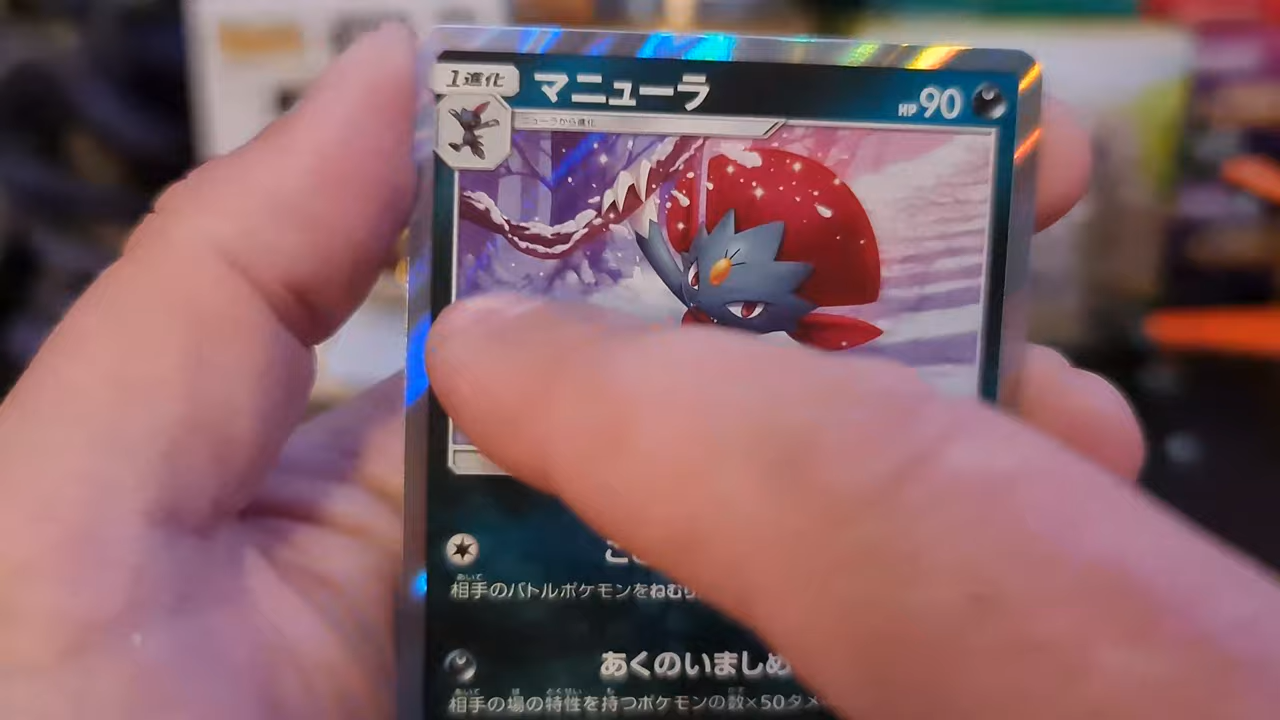 1進化 マニューラ HP 90
ニューラから進化
相手のバトルポケモンをねむり
あくのいましめ
相手の場の特性を持つポケモンの数×50ダメ